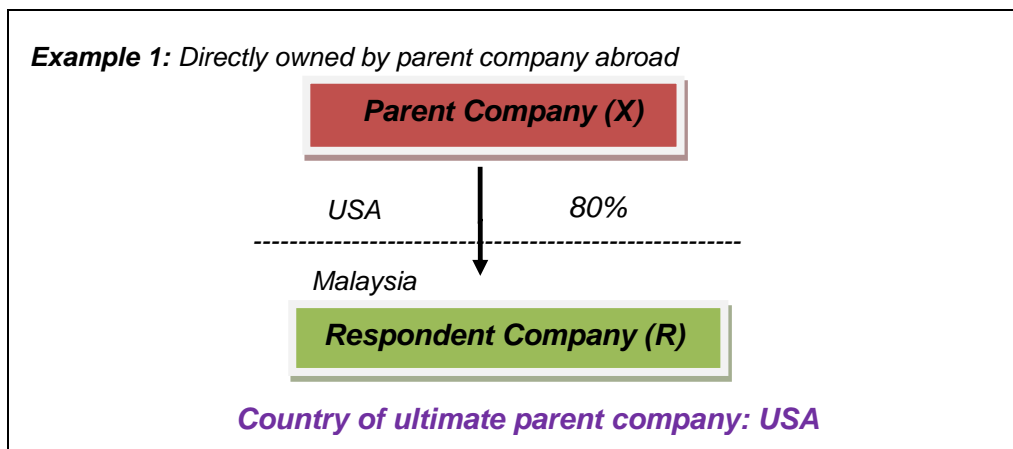 Example 1: Directly owned by parent company abroad
Parent Company (X)
USA 80%
Malaysia
Respondent Company (R)
Country of ultimate parent company: USA